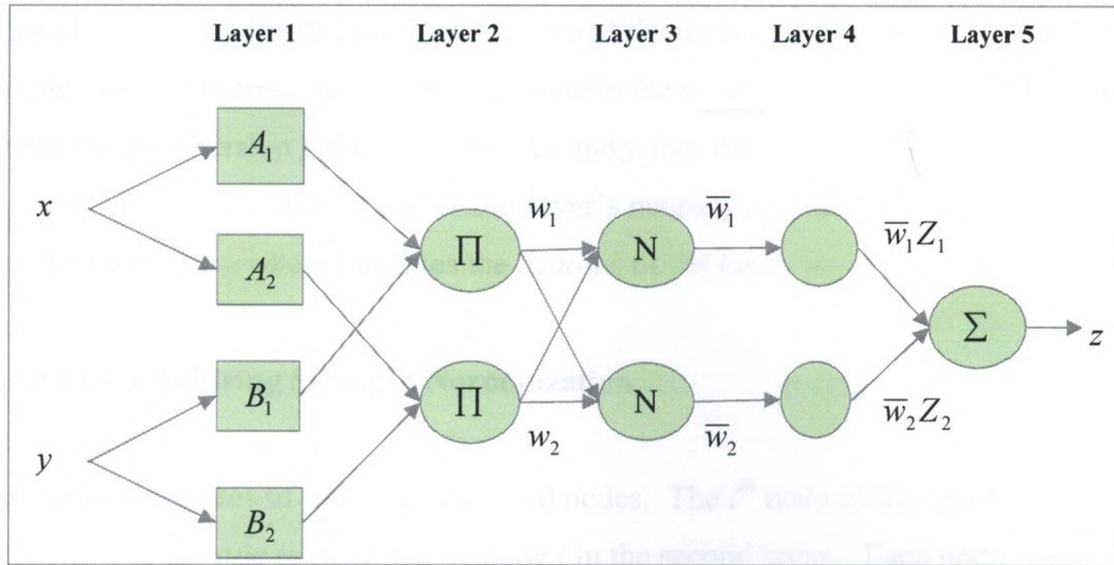 Layer 1 Layer 2 Layer 3 Layer 4 Layer 5
A₁
x
w₁ w̅₁ w̅₁Z₁
A₂ Π N
Σ z
B₁ Π N
w₂ w̅₂ w̅₂Z₂
y
B₂